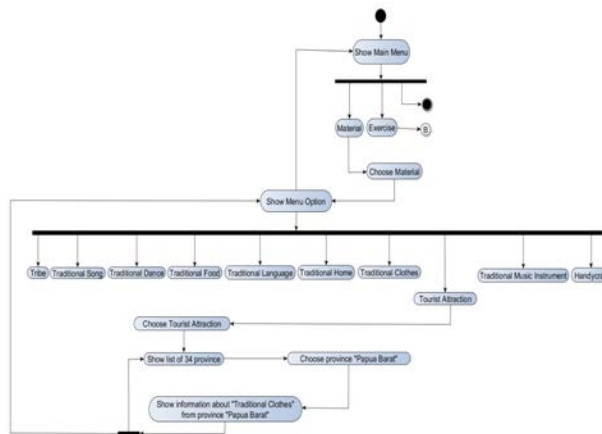 Show Main Menu
Material
Exercise
B
Choose Material
Show Menu Option
Tribe
Traditional Song
Traditional Dance
Traditional Food
Traditional Language
Traditional Home
Traditional Clothes
Traditional Music Instrument
Handycra
Tourist Attraction
Choose Tourist Attraction
Show list of 34 province
Choose province "Papua Barat"
Show information about "Traditional Clothes"
from province "Papua Barat"